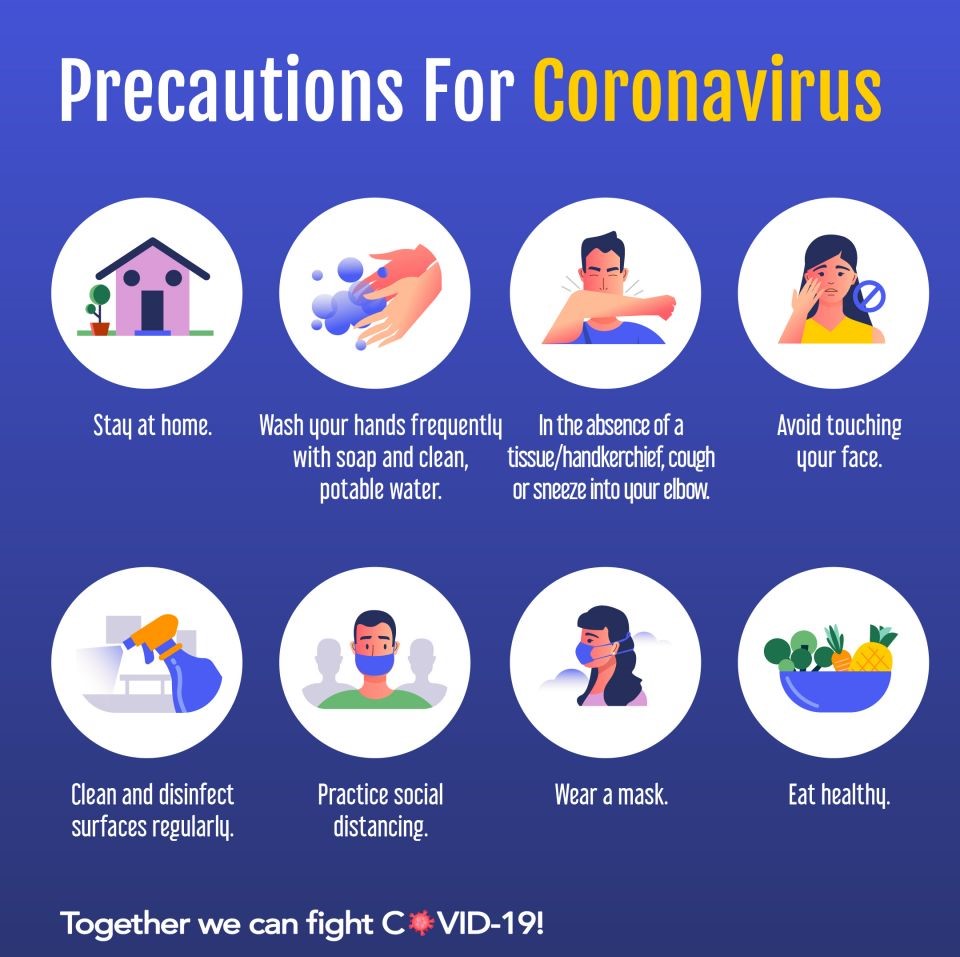 Precautions For Coronavirus
Stay at home.
Wash your hands frequently
with soap and clean,
potable water.
In the absence of a
tissue/handkerchief, cough
or sneeze into your elbow.
Avoid touching
your face.
Clean and disinfect
surfaces regularly.
Practice social
distancing.
Wear a mask.
Eat healthy.
Together we can fight COVID-19!